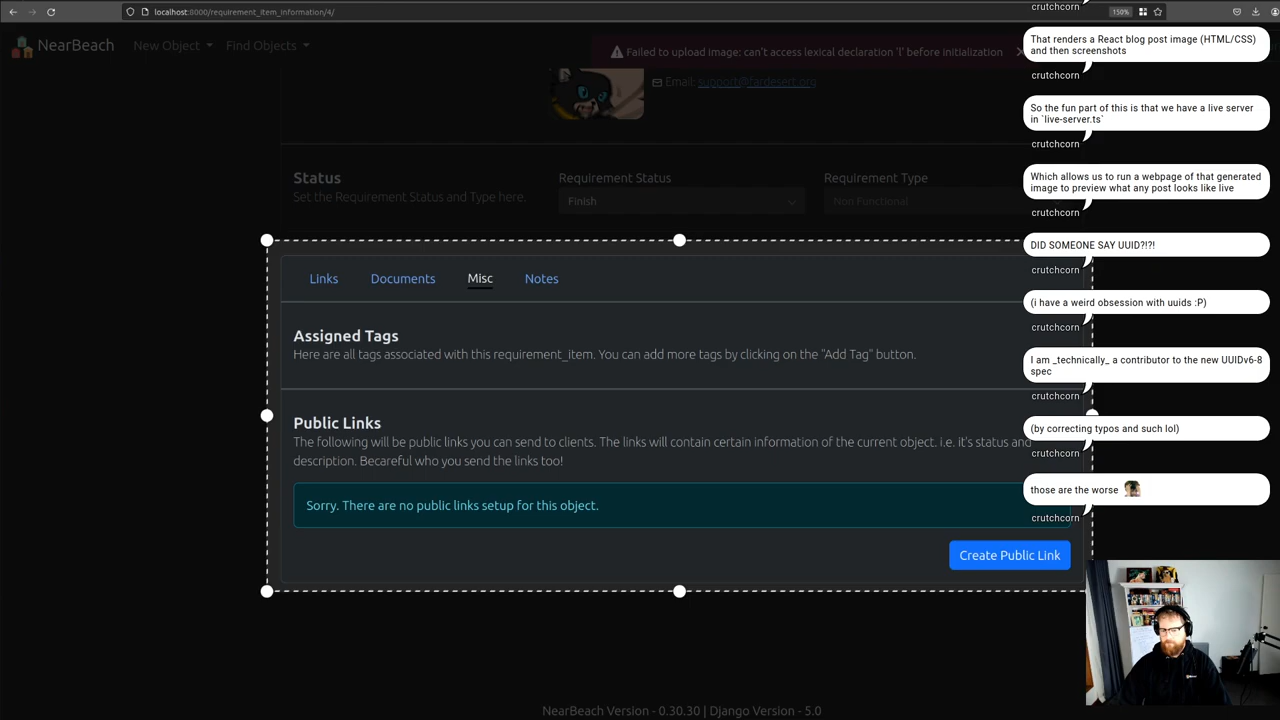 localhost:8000/requirement_item_information/4/
150%
NearBeach
New Object
Find Objects
Failed to upload image: can't access lexical declaration 'l' before initialization
Email: support@fardesert.org
Status
Set the Requirement Status and Type here.
Requirement Status
Finish
Requirement Type
Non Functional
Links
Documents
Misc
Notes
Assigned Tags
Here are all tags associated with this requirement_item. You can add more tags by clicking on the "Add Tag" button.
Public Links
The following will be public links you can send to clients. The links will contain certain information of the current object. i.e. it's status and
description. Becareful who you send the links too!
Sorry. There are no public links setup for this object.
Create Public Link
NearBeach Version - 0.30.30 | Django Version - 5.0
crutchcorn
That renders a React blog post image (HTML/CSS)
and then screenshots
crutchcorn
So the fun part of this is that we have a live server
in `live-server.ts`
crutchcorn
Which allows us to run a webpage of that generated
image to preview what any post looks like live
crutchcorn
DID SOMEONE SAY UUID?!?!
crutchcorn
(i have a weird obsession with uuids :P)
crutchcorn
I am _technically_ a contributor to the new UUIDv6-8
spec
crutchcorn
(by correcting typos and such lol)
crutchcorn
those are the worse
crutchcorn